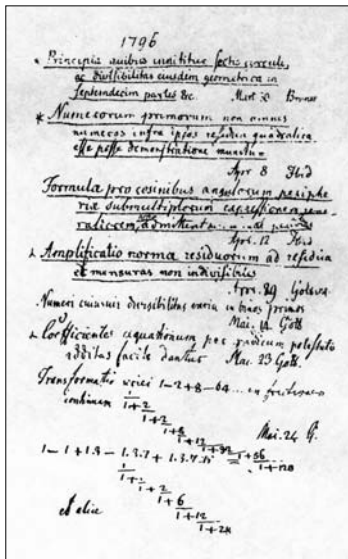 1796
* Principia quibus innititur sectio circuli,
ac divisibilitas eiusdem geometrica in
septemdecim partes &c. Mart. 30 Brunsv.
* Numerorum primorum non omnes
numeros infra ipsos residua quadratica
esse posse demonstratione munitum.
Apr. 8 Ibid
Formulae pro cosinibus angulorum periphe
riae submultiplorum expressionem gene
raliorem admittent
Apr. 12 Ibid
Amplificatio normae residuorum ad residua
et mensuras non indivisibiles
Apr. 29 Gotting.
Numeri cuiusvis divisibilitas varia in binos primos
Mai. 14 Gott.
Coefficientes aequationum per radicum potestates
additas facile dantur Mai. 23 Gott.
Transformatio seriei 1-2+8-64... in fractionem
continuam 1/1+2
/1+2
/1+8
/1+12
/1+32 Mai. 24 G.
/1+56
/1+128
1-1+1.3-1.3.7+1.3.7.15 =
1/1+1
/1+2
/1+6
/1+12
/1+28
et aliae